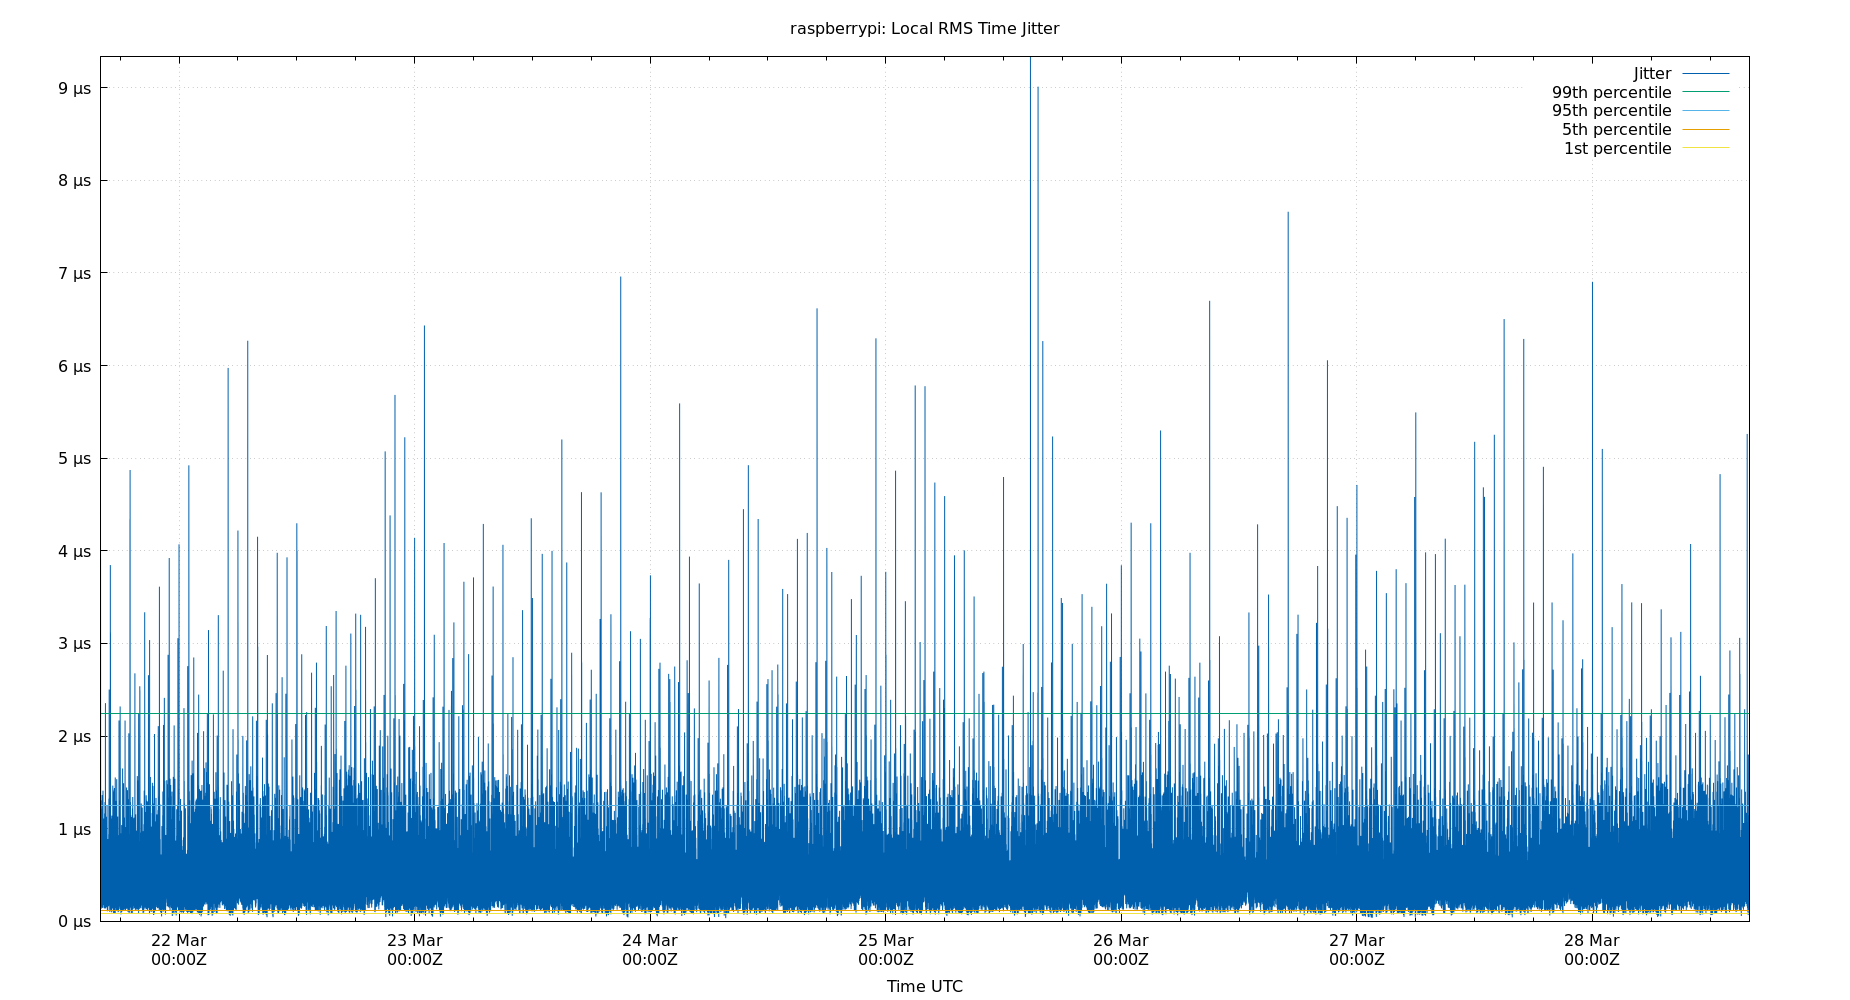 raspberrypi: Local RMS Time Jitter
Jitter
99th percentile
95th percentile
5th percentile
1st percentile
9 µs
8 µs
7 µs
6 µs
5 µs
4 µs
3 µs
2 µs
1 µs
0 µs
22 Mar 23 Mar 24 Mar 25 Mar 26 Mar 27 Mar 28 Mar
00:00Z 00:00Z 00:00Z 00:00Z 00:00Z 00:00Z 00:00Z
Time UTC